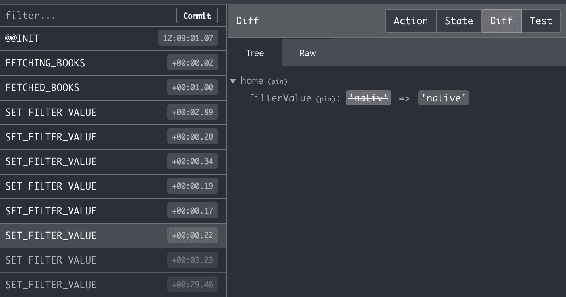 filter...
Commit
@@INIT 12:09:01.07
FETCHING_BOOKS +00:00.02
FETCHED_BOOKS +00:01.00
SET_FILTER_VALUE +00:02.89
SET_FILTER_VALUE +00:00.20
SET_FILTER_VALUE +00:00.34
SET_FILTER_VALUE +00:00.19
SET_FILTER_VALUE +00:00.17
SET_FILTER_VALUE +00:00.22
SET_FILTER_VALUE +00:03.23
SET_FILTER_VALUE +00:29.46
Diff
Action State Diff Test
Tree Raw
home (pin)
filterValue (pin): 'nativ' => 'native'